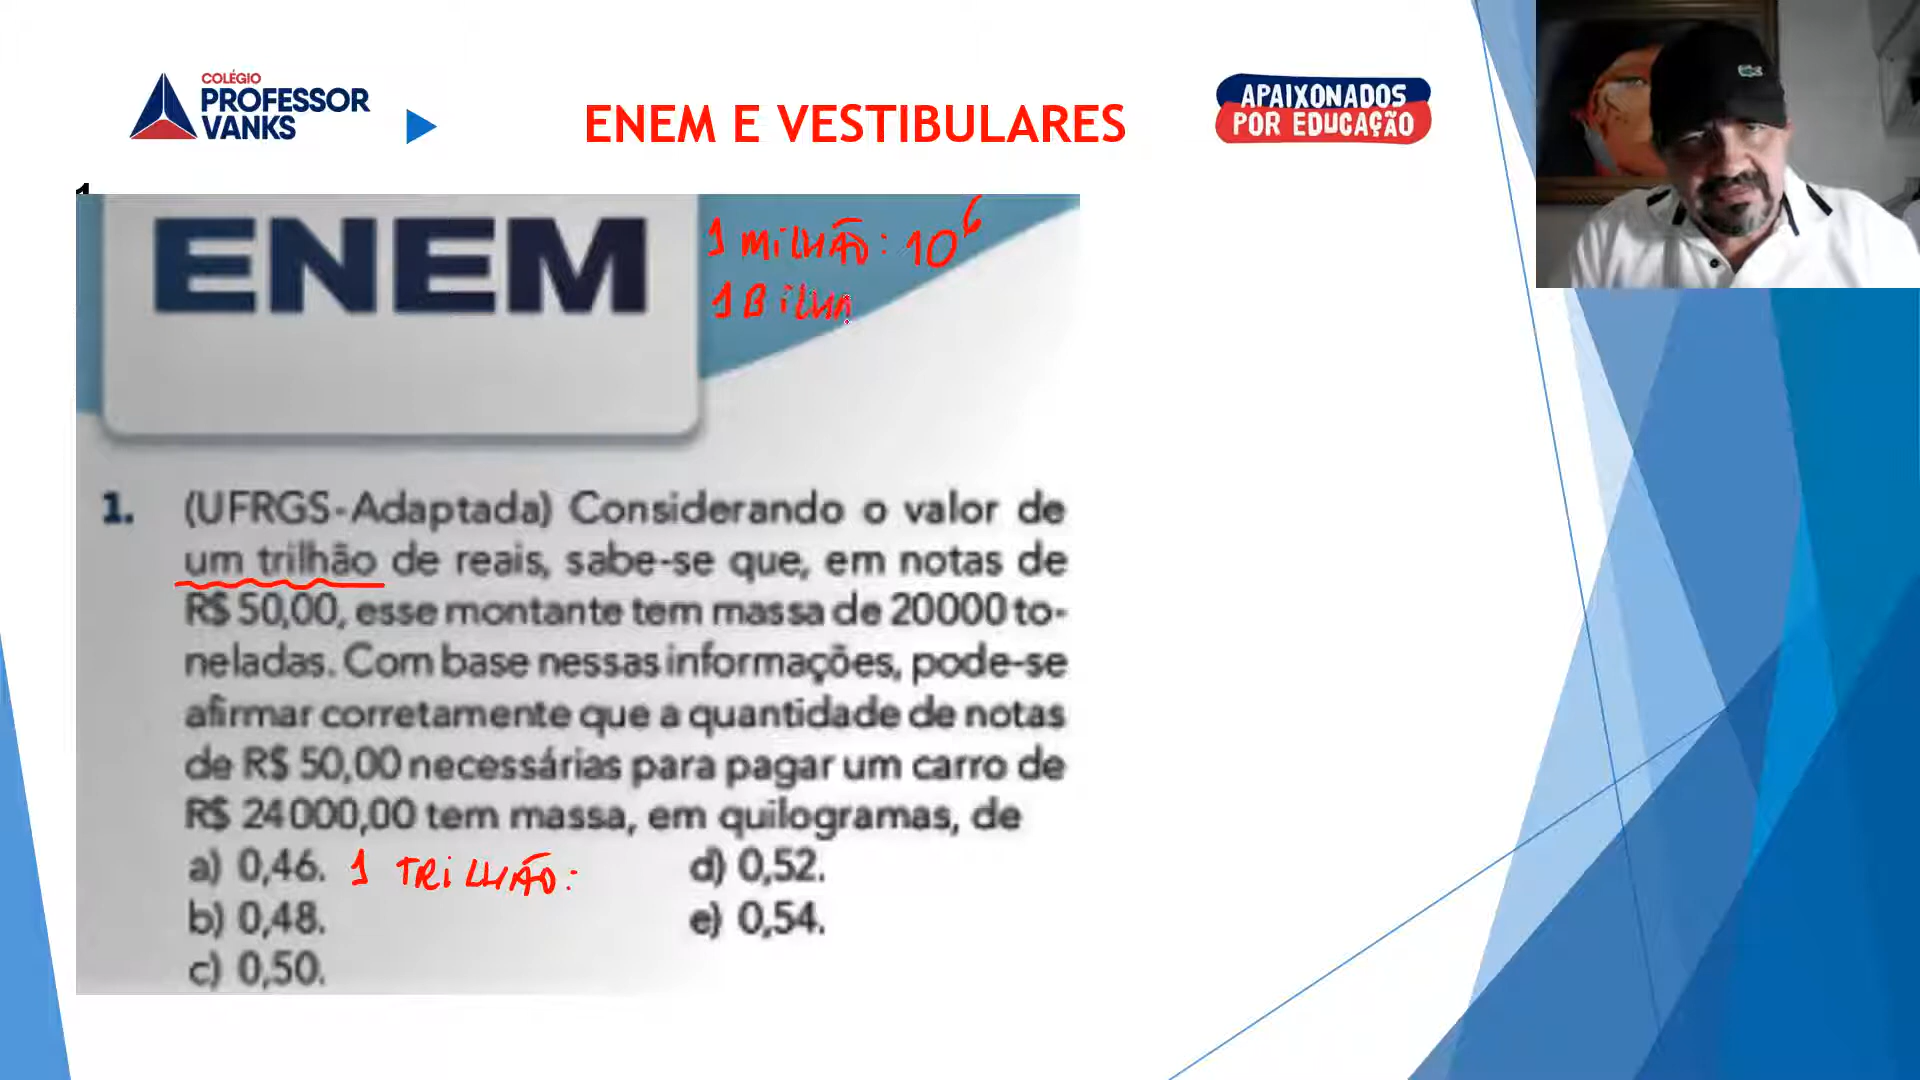 COLÉGIO
PROFESSOR
VANKS
ENEM E VESTIBULARES
APAIXONADOS
POR EDUCAÇÃO
ENEM
1 MILHÃO: 10⁶
1 BILHÃ
1. (UFRGS-Adaptada) Considerando o valor de
um trilhão de reais, sabe-se que, em notas de
R$ 50,00, esse montante tem massa de 20000 to-
neladas. Com base nessas informações, pode-se
afirmar corretamente que a quantidade de notas
de R$ 50,00 necessárias para pagar um carro de
R$ 24000,00 tem massa, em quilogramas, de
a) 0,46. 1 TRILHÃO: d) 0,52.
b) 0,48. e) 0,54.
c) 0,50.